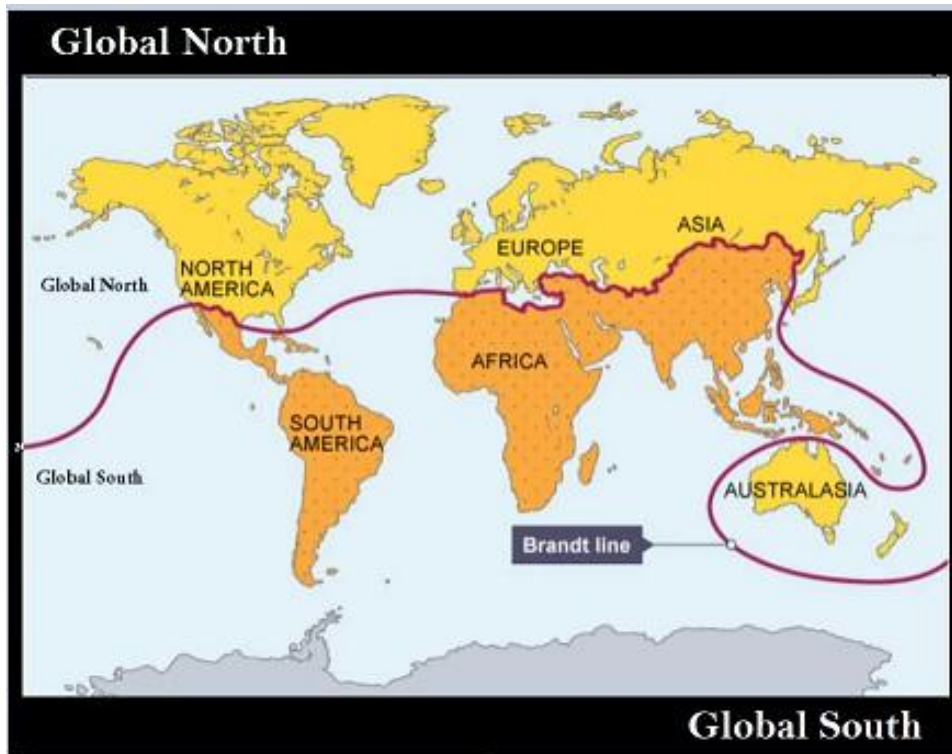 Global North
ASIA
EUROPE
NORTH
AMERICA
Global North
AFRICA
SOUTH
AMERICA
Global South
AUSTRALASIA
Brandt line
Global South